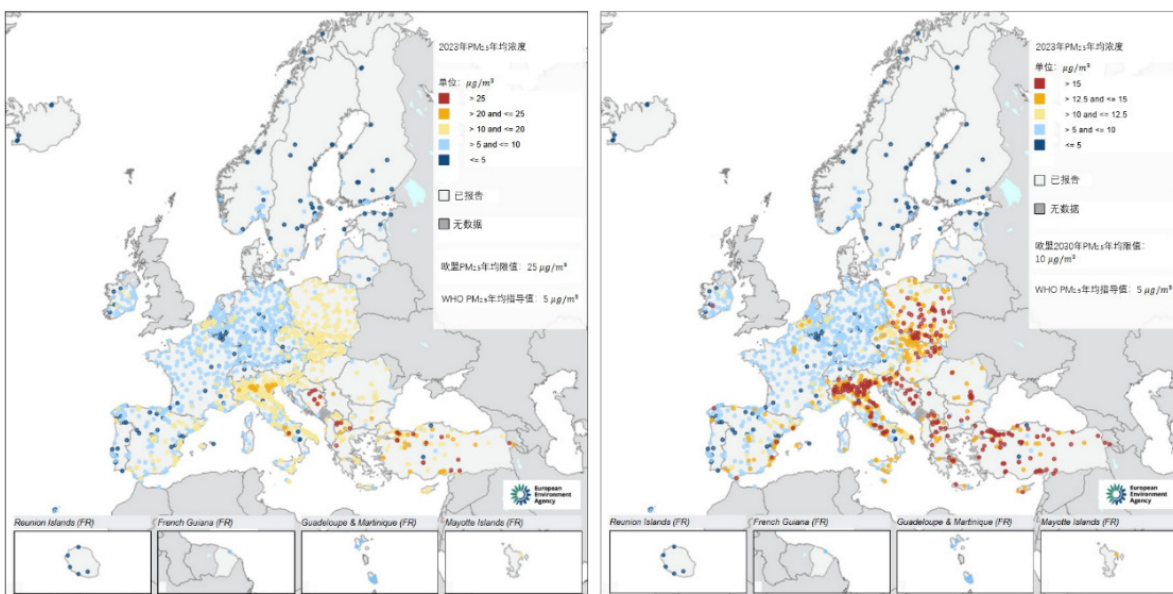 2023年PM₂.₅年均浓度
单位： μg/m³
> 25
> 20 and <= 25
> 10 and <= 20
> 5 and <= 10
<= 5
已报告
无数据
欧盟PM₂.₅年均限值：25 μg/m³
WHO PM₂.₅年均指导值：5 μg/m³
European
Environment
Agency
Reunion Islands (FR)
French Guiana (FR)
Guadeloupe & Martinique (FR)
Mayotte Islands (FR)
2023年PM₂.₅年均浓度
单位： μg/m³
> 15
> 12.5 and <= 15
> 10 and <= 12.5
> 5 and <= 10
<= 5
已报告
无数据
欧盟2030年PM₂.₅年均限值：
10 μg/m³
WHO PM₂.₅年均指导值：5 μg/m³
European
Environment
Agency
Reunion Islands (FR)
French Guiana (FR)
Guadeloupe & Martinique (FR)
Mayotte Islands (FR)